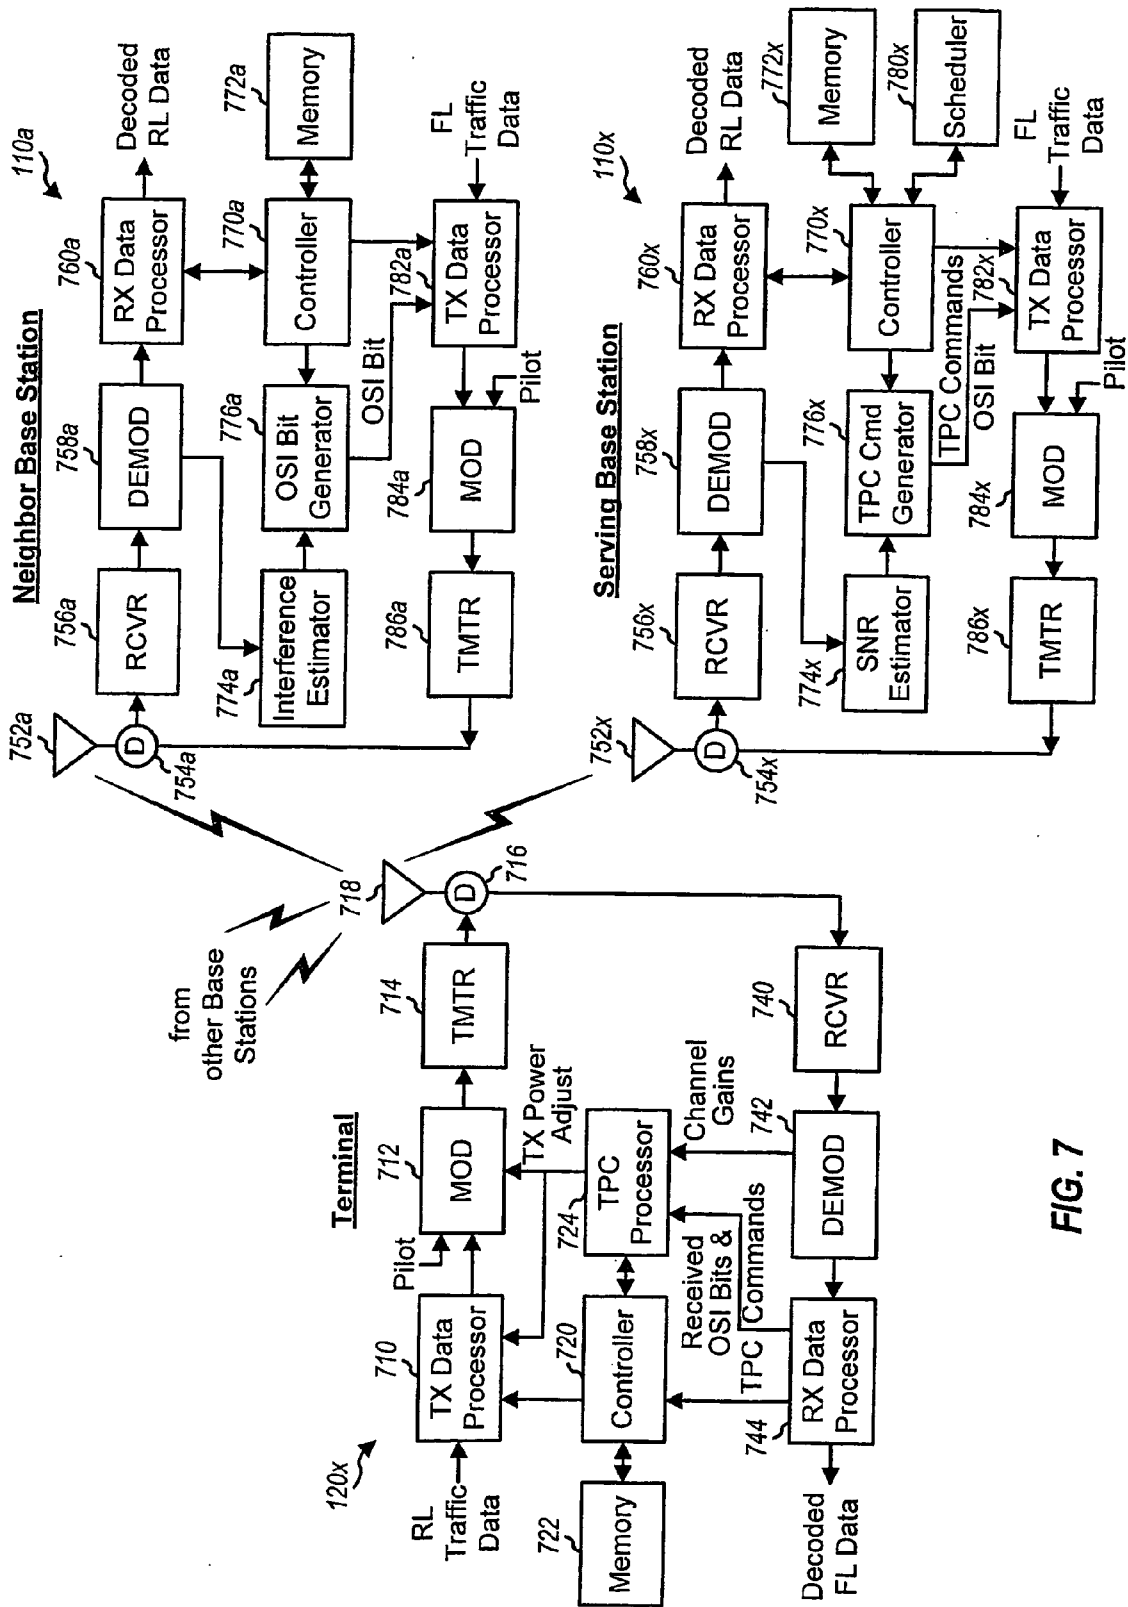 Terminal
120x
RL
Traffic
Data
710
TX Data
Processor
Pilot
712
MOD
TX Power
Adjust
714
TMTR
718
D
716
from
other Base
Stations
722
Memory
720
Controller
724
TPC
Processor
Received
OSI Bits &
TPC Commands
Channel
Gains
744
RX Data
Processor
Decoded
FL Data
742
DEMOD
740
RCVR
Neighbor Base Station
110a
752a
D
754a
756a
RCVR
758a
DEMOD
760a
RX Data
Processor
Decoded
RL Data
774a
Interference
Estimator
776a
OSI Bit
Generator
OSI Bit
770a
Controller
772a
Memory
782a
TX Data
Processor
FL
Traffic
Data
Pilot
784a
MOD
786a
TMTR
Serving Base Station
110x
752x
D
754x
756x
RCVR
758x
DEMOD
760x
RX Data
Processor
Decoded
RL Data
774x
SNR
Estimator
776x
TPC Cmd
Generator
TPC Commands
OSI Bit
770x
Controller
772x
Memory
780x
Scheduler
782x
TX Data
Processor
FL
Traffic
Data
Pilot
784x
MOD
786x
TMTR
FIG. 7